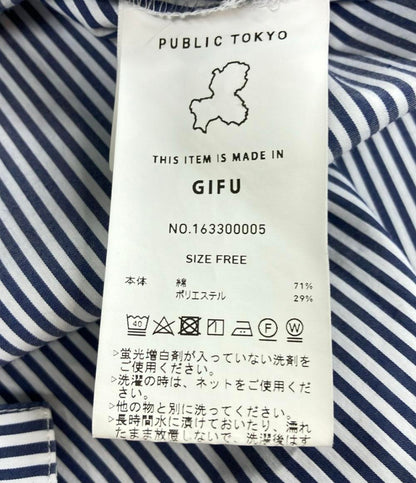 PUBLIC TOKYO
THIS ITEM IS MADE IN
GIFU
NO.163300005
SIZE FREE
本体 綿 71%
ポリエステル 29%
40 F W
>蛍光増白剤が入っていない洗剤を
ご使用ください。
>洗濯の時は、ネットをご使用くだ
さい。
>他の物と別に洗ってください。
>長時間水に漬けておいたり、濡れ
たまま放置しないで、洗濯後はす